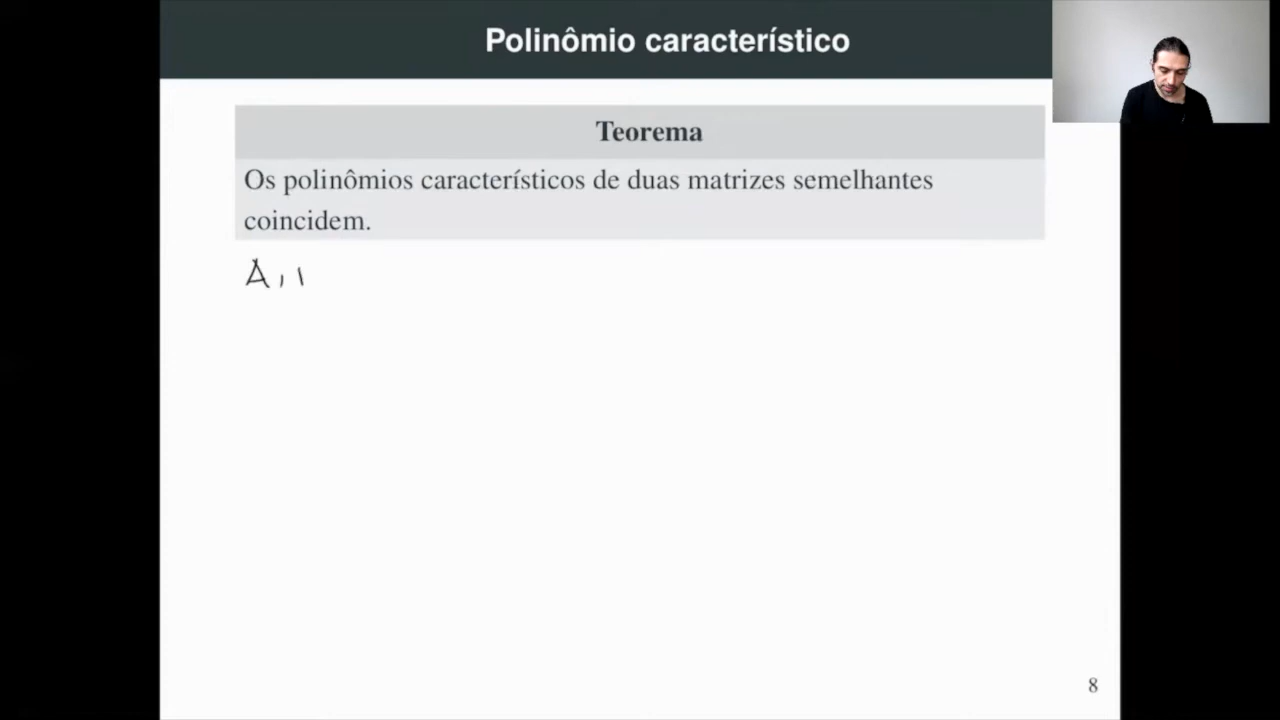 Polinômio característico
Teorema
Os polinômios característicos de duas matrizes semelhantes
coincidem.
A,
8